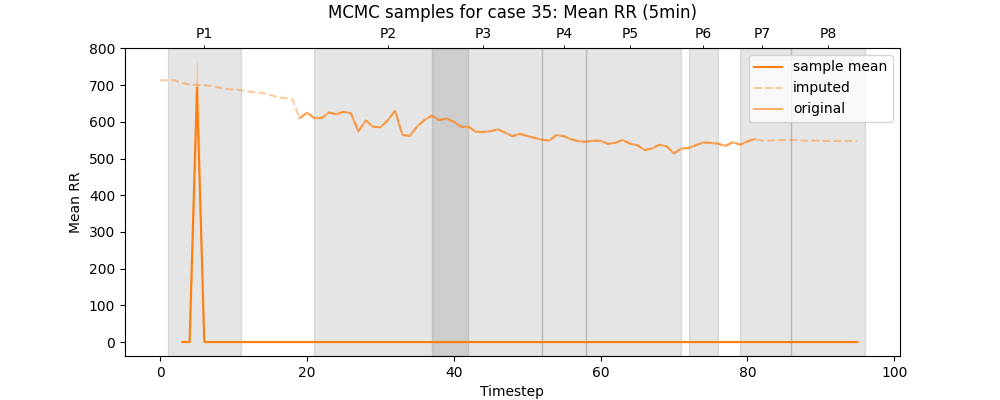 MCMC samples for case 35: Mean RR (5min)
P1 P2 P3 P4 P5 P6 P7 P8
800
700
600
500
400
300
200
100
0
Mean RR
sample mean
imputed
original
0 20 40 60 80 100
Timestep